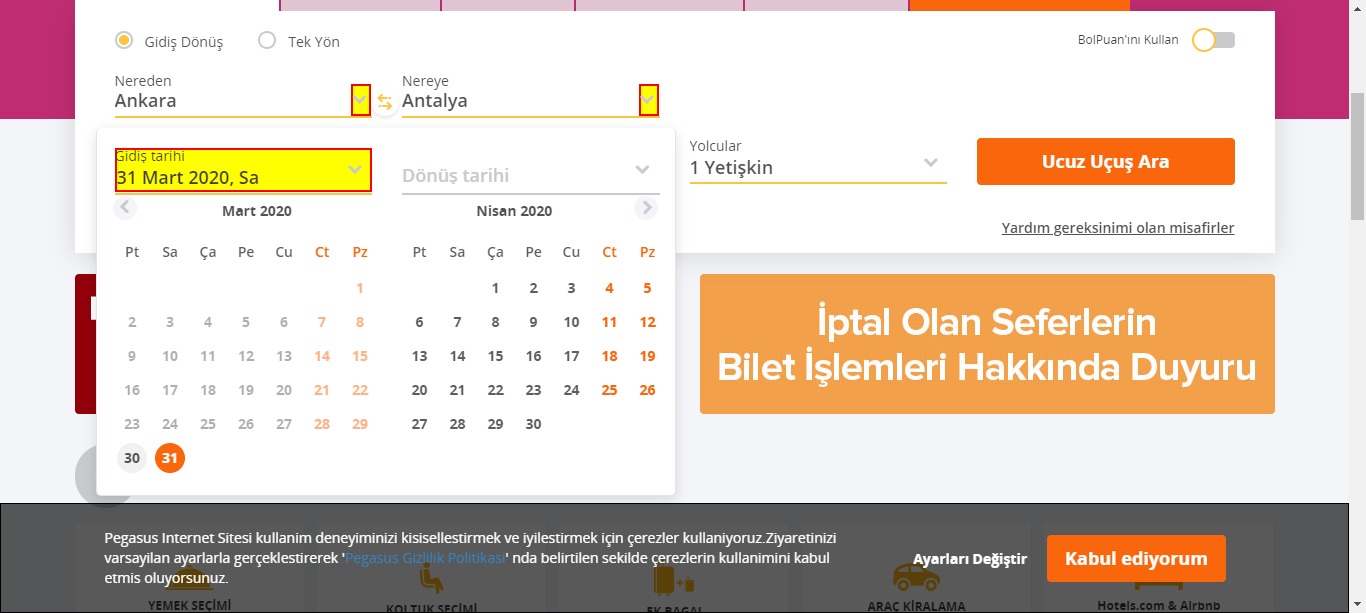 Gidiş Dönüş
Tek Yön
BolPuan'ını Kullan
Nereden
Ankara
Nereye
Antalya
Gidiş tarihi
31 Mart 2020, Sa
Dönüş tarihi
Yolcular
1 Yetişkin
Ucuz Uçuş Ara
Yardım gereksinimi olan misafirler
Mart 2020
Pt Sa Ça Pe Cu Ct Pz
1
2 3 4 5 6 7 8
9 10 11 12 13 14 15
16 17 18 19 20 21 22
23 24 25 26 27 28 29
30 31
Nisan 2020
Pt Sa Ça Pe Cu Ct Pz
1 2 3 4 5
6 7 8 9 10 11 12
13 14 15 16 17 18 19
20 21 22 23 24 25 26
27 28 29 30
İptal Olan Seferlerin
Bilet İşlemleri Hakkında Duyuru
Pegasus Internet Sitesi kullanim deneyiminizi kisisellestirmek ve iyilestirmek için çerezler kullaniyoruz.Ziyaretinizi
varsayilan ayarlarla gerçeklestirerek 'Pegasus Gizlilik Politikasi' nda belirtilen sekilde çerezlerin kullanimini kabul
etmis oluyorsunuz.
Ayarları Değiştir
Kabul ediyorum
YEMEK SEÇİMİ
KOLTUK SEÇİMİ
EK BAGAJ
ARAÇ KİRALAMA
Hotels.com & Airbnb